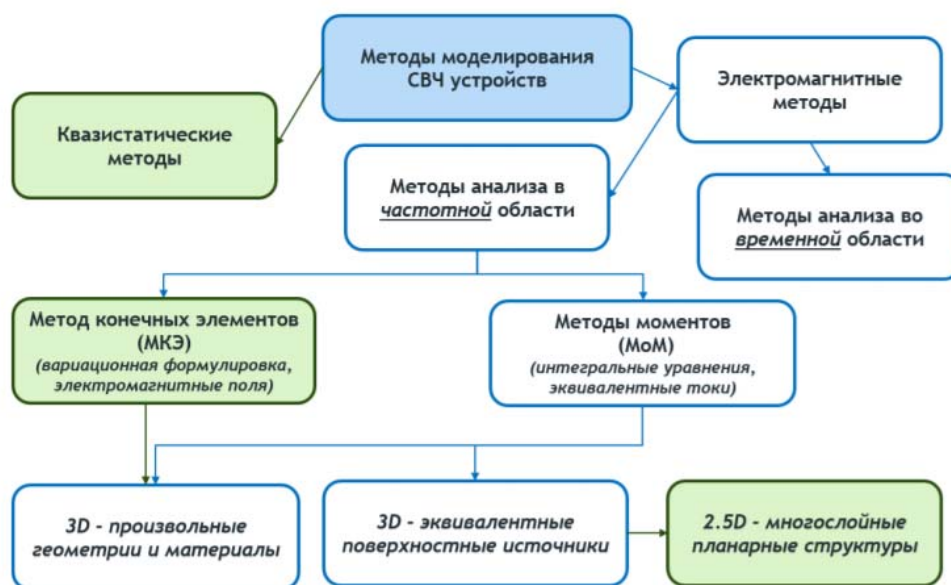 Методы моделирования
СВЧ устройств
Электромагнитные
методы
Квазистатические
методы
Методы анализа в
частотной области
Методы анализа во
временной области
Метод конечных элементов
(МКЭ)
(вариационная формулировка,
электромагнитные поля)
Методы моментов
(МоМ)
(интегральные уравнения,
эквивалентные токи)
3D - произвольные
геометрии и материалы
3D - эквивалентные
поверхностные источники
2.5D - многослойные
планарные структуры